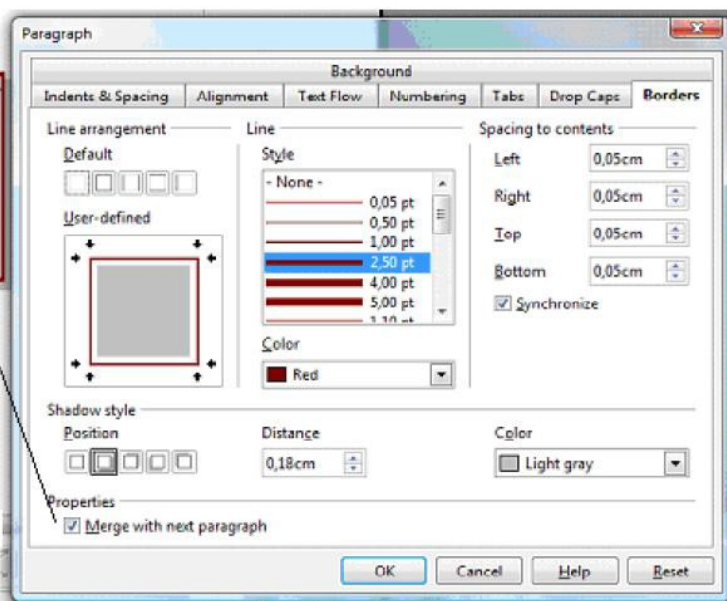 Paragraph
Background
Indents & Spacing Alignment Text Flow Numbering Tabs Drop Caps Borders
Line arrangement Line Spacing to contents
Default Style Left 0,05cm
- None -
0,05 pt
Right 0,05cm
User-defined 0,50 pt
1,00 pt
Top 0,05cm
2,50 pt
Bottom 0,05cm
4,00 pt
5,00 pt
Synchronize
1,10 pt
Color
Red
Shadow style
Position Distance Color
0,18cm Light gray
Properties
Merge with next paragraph
OK Cancel Help Reset